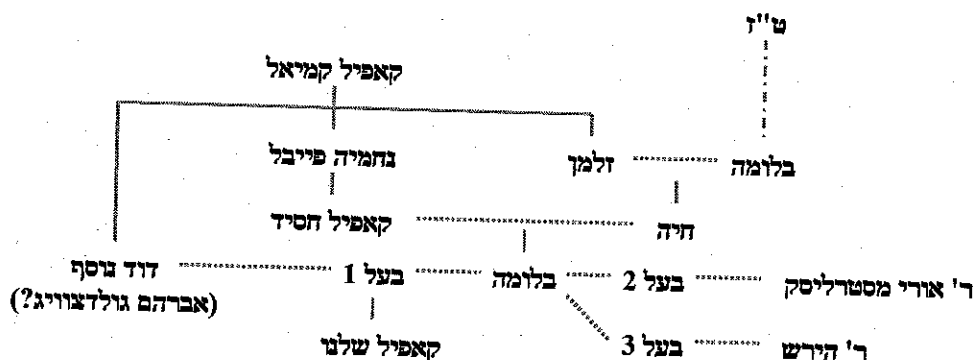 ט"ז
קאפיל קמיאל
בלומה
זלמן
נחמיה פייבל
חיה
קאפיל חסיד
ר' אורי מסטרליסק
בעל 2
בלומה
בעל 1
דוד נוסף
(אברהם גולדצוויג?)
ר' הירש
בעל 3
קאפיל שלנו